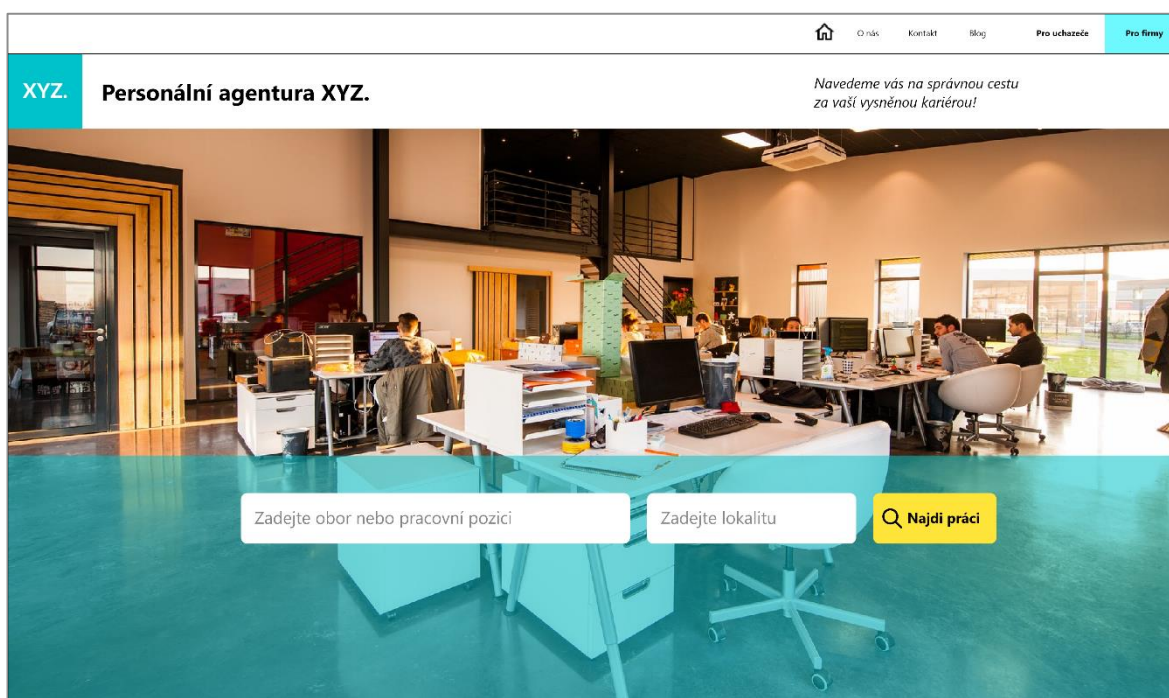 O nás Kontakt Blog Pro uchazeče Pro firmy
XYZ. Personální agentura XYZ.
Navedeme vás na správnou cestu
za vaší vysněnou kariérou!
Zadejte obor nebo pracovní pozici Zadejte lokalitu Najdi práci